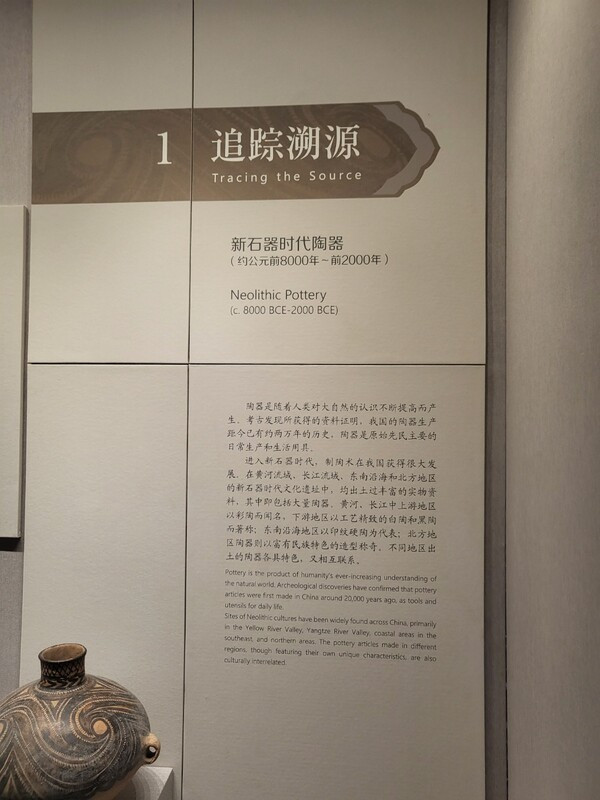 1 追踪溯源
Tracing the Source
新石器时代陶器
（约公元前8000年～前2000年）
Neolithic Pottery
(c. 8000 BCE-2000 BCE)
陶器是随着人类对大自然的认识不断提高而产
生。考古发现所获得的资料证明，我国的陶器生产
距今已有约两万年的历史，陶器是原始先民主要的
日常生产和生活用具。
进入新石器时代，制陶术在我国获得很大发
展。在黄河流域、长江流域、东南沿海和北方地区
的新石器时代文化遗址中，均出土过丰富的实物资
料，其中即包括大量陶器。黄河、长江中上游地区
以彩陶而闻名，下游地区以工艺精致的白陶和黑陶
而著称；东南沿海地区以印纹硬陶为代表；北方地
区陶器则以富有民族特色的造型称奇。不同地区出
土的陶器各具特色，又相互联系。
Pottery is the product of humanity's ever-increasing understanding of
the natural world. Archeological discoveries have confirmed that pottery
articles were first made in China around 20,000 years ago, as tools and
utensils for daily life.
Sites of Neolithic cultures have been widely found across China, primarily
in the Yellow River Valley, Yangtze River Valley, coastal areas in the
southeast, and northern areas. The pottery articles made in different
regions, though featuring their own unique characteristics, are also
culturally interrelated.